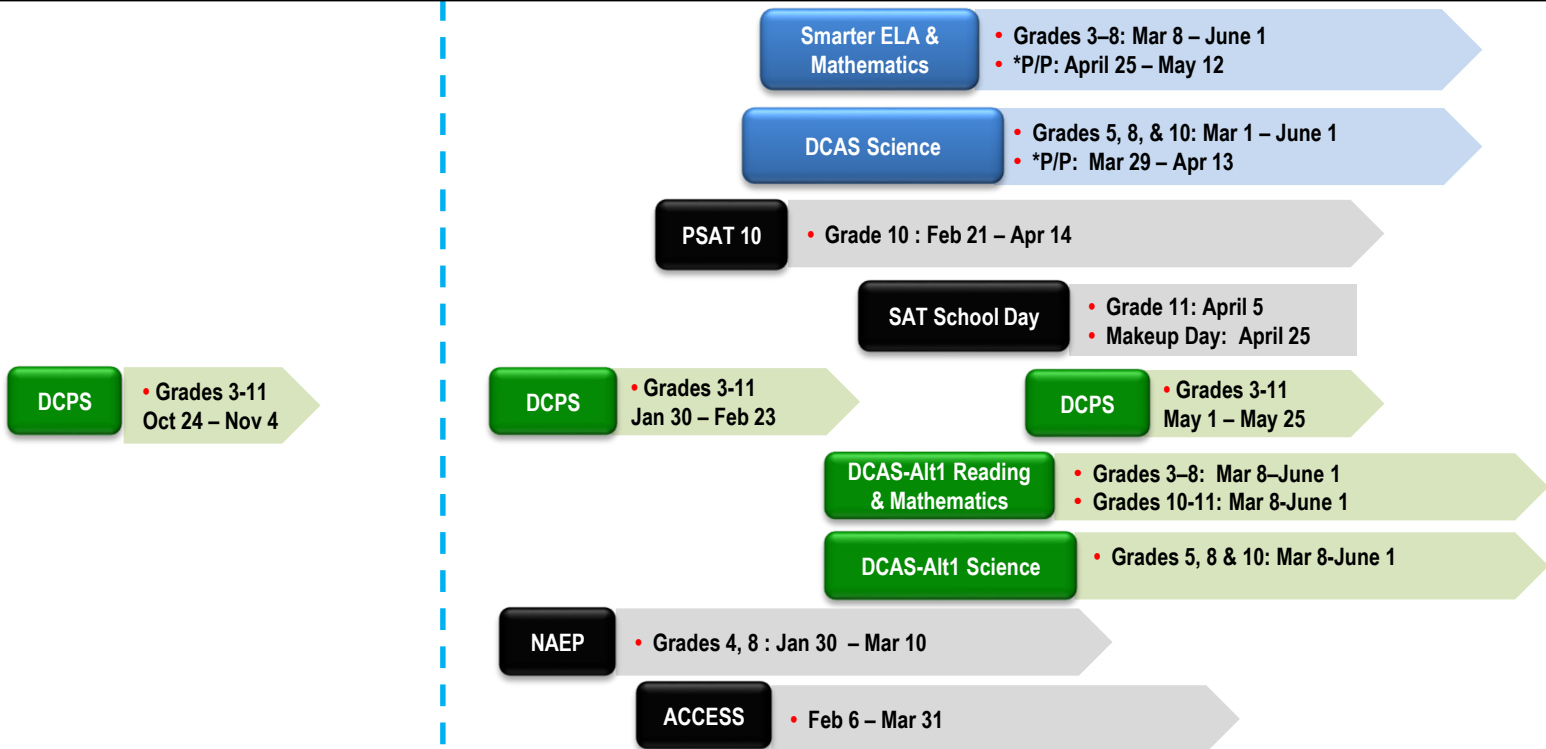 Smarter ELA &
Mathematics
• Grades 3–8: Mar 8 – June 1
• *P/P: April 25 – May 12
DCAS Science
• Grades 5, 8, & 10: Mar 1 – June 1
• *P/P:  Mar 29 – Apr 13
PSAT 10
• Grade 10 : Feb 21 – Apr 14
SAT School Day
• Grade 11: April 5
• Makeup Day:  April 25
DCPS
• Grades 3-11
Oct 24 – Nov 4
DCPS
• Grades 3-11
Jan 30 – Feb 23
DCPS
• Grades 3-11
May 1 – May 25
DCAS-Alt1 Reading
& Mathematics
• Grades 3–8:  Mar 8–June 1
• Grades 10-11: Mar 8-June 1
DCAS-Alt1 Science
• Grades 5, 8 & 10: Mar 8-June 1
NAEP
• Grades 4, 8 : Jan 30  – Mar 10
ACCESS
• Feb 6 – Mar 31